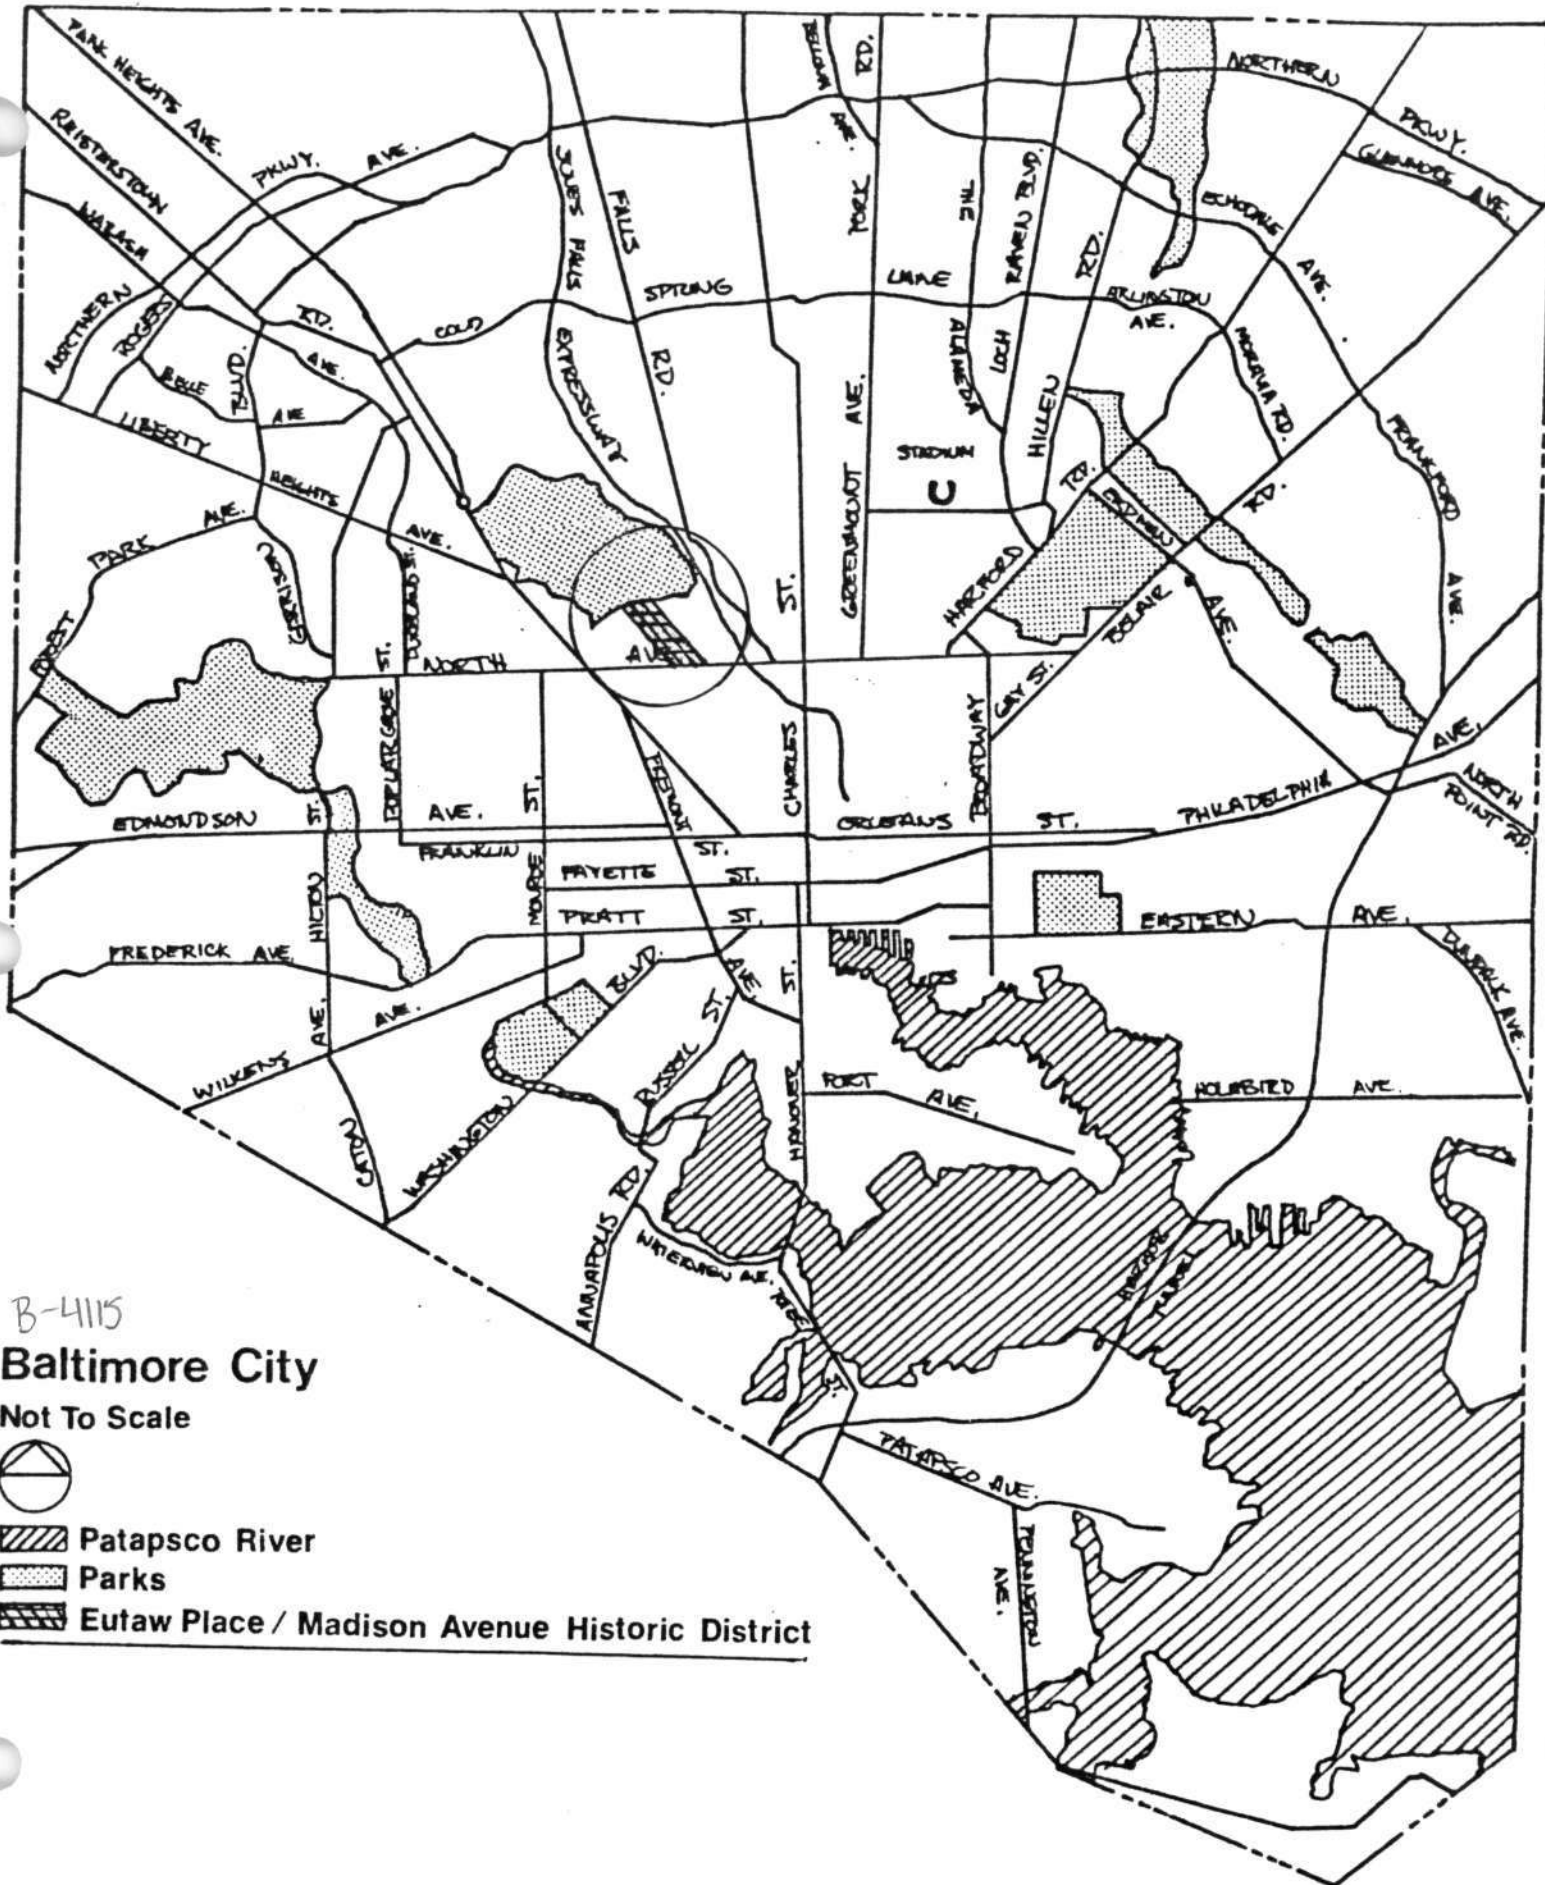 PARK HEIGHTS AVE.
REISTERSTOWN
RD.
WABASH
AVE.
NORTHERN
PKWY.
ROGERS
AVE.
BELLE
AVE
BLVD.
LIBERTY
HEIGHTS
AVE.
COLD
SPRING
LANE
JONES FALLS
EXPRESSWAY
FALLS
RD.
RD.
AVE.
YORK
THE
ALAMEDA
LOCH
RAVEN BLVD.
HILLEN
RD.
NORTHERN
PKWY.
GLENMORE AVE.
ECHODALE
AVE.
ARLINGTON
AVE.
MORAVIA RD.
FRANKFORD
AVE.
STADIUM
GREENMOUNT AVE.
HARFORD
RD.
ERDMAN
AVE.
BELAIR
RD.
GAY ST.
FOREST
PARK
AVE.
NORTH
AVE
ST.
POPLAR GROVE
ST.
FREMONT
AVE.
CHARLES
ST.
BROADWAY
EDMONDSON
AVE.
FRANKLIN
ST.
ORLEANS
ST.
PHILADELPHIA
AVE.
NORTH
POINT RD.
MONROE
ST.
FAYETTE
ST.
PRATT
ST.
EASTERN
AVE.
DUNDALK AVE.
HILTON
ST.
FREDERICK AVE.
WILKENS
AVE.
CATON
AVE.
WASHINGTON
BLVD.
RUSSELL
ST.
HANOVER
ST.
FORT
AVE.
HOLABIRD
AVE.
ANNAPOLIS
RD.
WATERVIEW AVE.
ST.
HARBOR
TUNNEL
PATAPSCO AVE.
PENNINGTON
AVE.
B-4115
Baltimore City
Not To Scale
Patapsco River
Parks
Eutaw Place / Madison Avenue Historic District